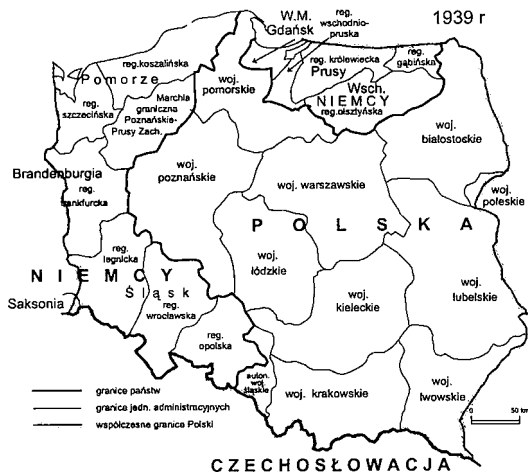 1939 r
W.M.
Gdańsk
reg.
wschodnio-
pruska
reg. koszalińska
Pomorze
reg.
szczecińska
Marchia
graniczna
Poznańskie-
Prusy Zach.
woj.
pomorskie
reg. królewiecka
Prusy
Wsch.
NIEMCY
reg.olsztyńska
reg.
gąbińska
woj.
białostockie
Brandenburgia
reg.
frankfurcka
woj.
poznańskie
woj. warszawskie
woj.
poleskie
POLSKA
reg.
legnicka
NIEMCY
Śląsk
Saksonia
reg.
wrocławska
woj.
łódzkie
woj.
kieleckie
woj.
lubelskie
reg.
opolska
auton.
woj.
śląskie
woj. krakowskie
woj.
lwowskie
granice państw
granice jedn. administracyjnych
współczesne granice Polski
0 50 km
CZECHOSŁOWACJA